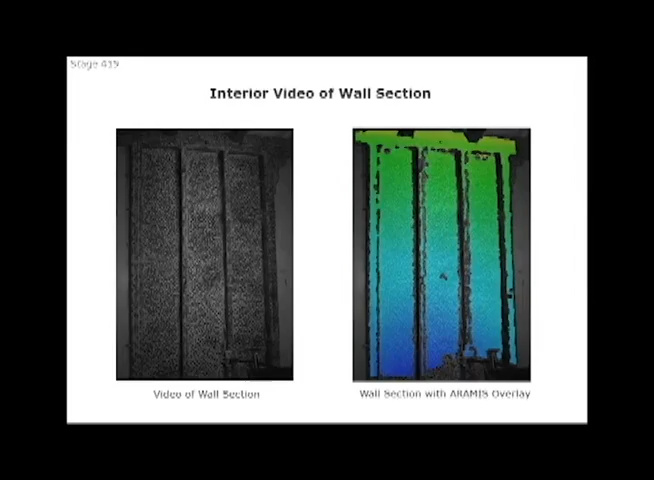 Stage 415
Interior Video of Wall Section
Video of Wall Section
Wall Section with ARAMIS Overlay